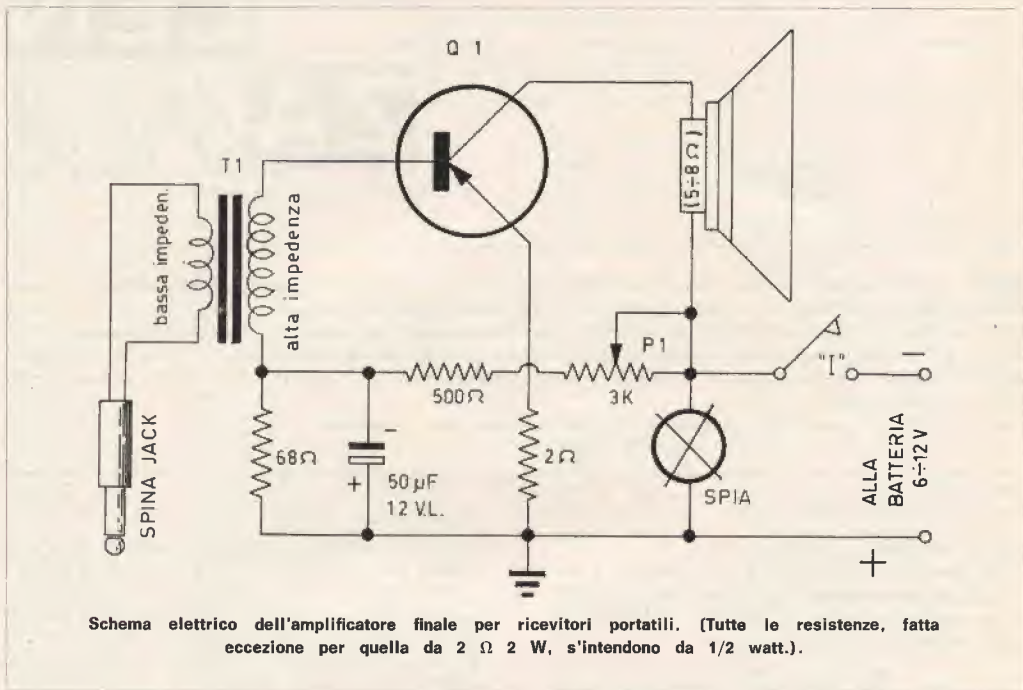 Q 1
T1
bassa impeden.
alta impedenza
(5÷8Ω)
P1
"I"
−
500Ω
3K
SPINA JACK
68Ω
−
+
50 µF
12 V.L.
2Ω
SPIA
ALLA
BATTERIA
6÷12V
+
Schema elettrico dell'amplificatore finale per ricevitori portatili. (Tutte le resistenze, fatta
eccezione per quella da 2 Ω 2 W, s'intendono da 1/2 watt.).